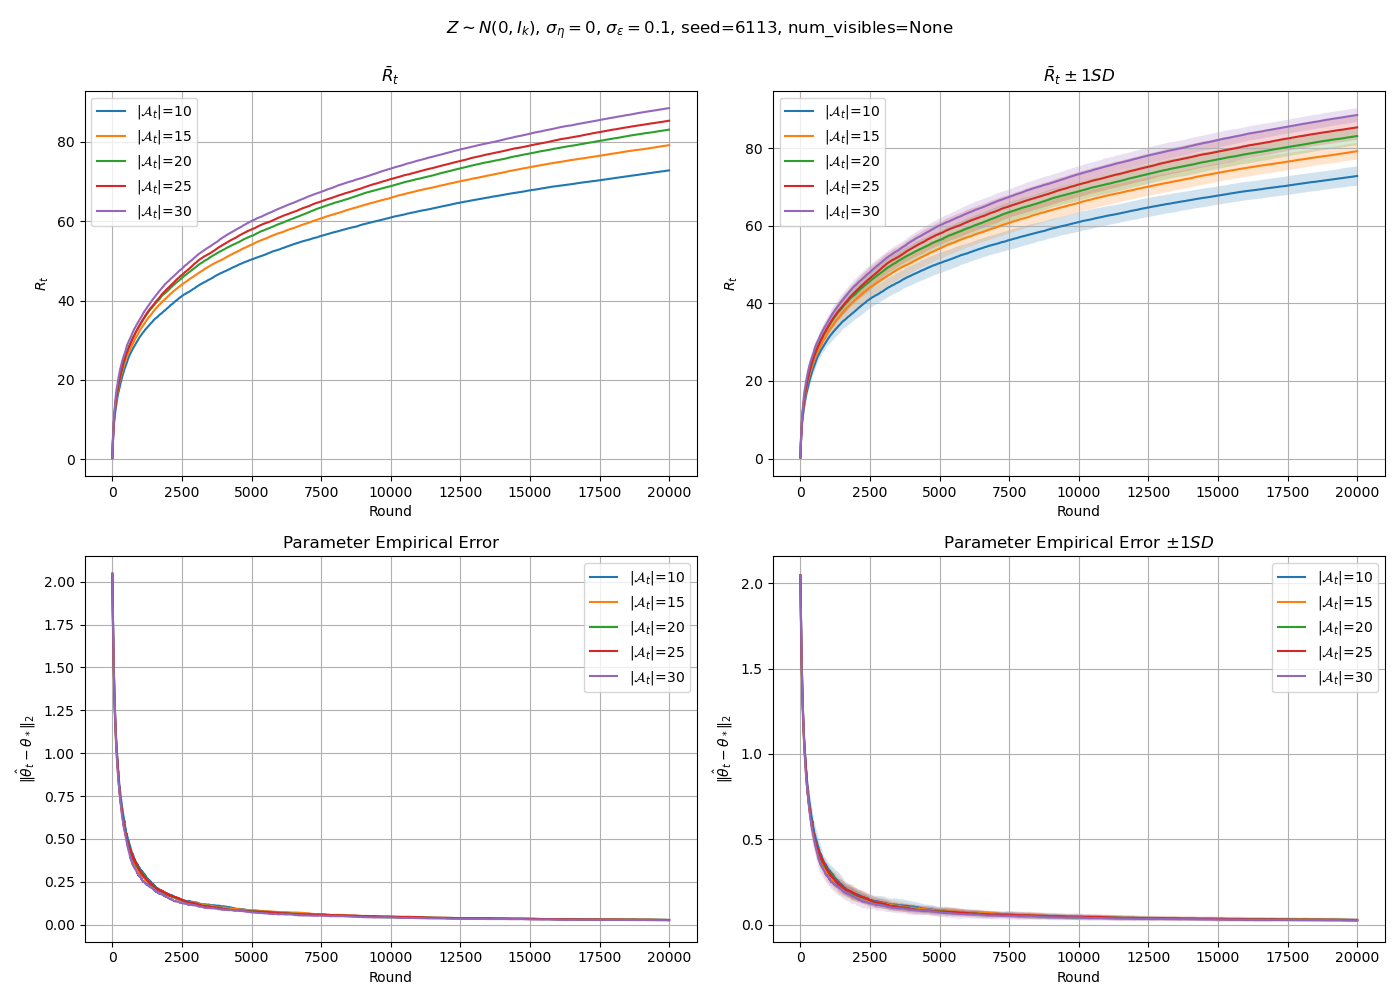 Z ∼ N(0, I_k), σ_η = 0, σ_ε = 0.1, seed=6113, num_visibles=None
R̄_t
R_t
80
60
40
20
0
|𝒜_t|=10
|𝒜_t|=15
|𝒜_t|=20
|𝒜_t|=25
|𝒜_t|=30
0 2500 5000 7500 10000 12500 15000 17500 20000
Round
R̄_t ± 1SD
R_t
80
60
40
20
0
|𝒜_t|=10
|𝒜_t|=15
|𝒜_t|=20
|𝒜_t|=25
|𝒜_t|=30
0 2500 5000 7500 10000 12500 15000 17500 20000
Round
Parameter Empirical Error
‖θ̂_t − θ_*‖_2
2.00
1.75
1.50
1.25
1.00
0.75
0.50
0.25
0.00
|𝒜_t|=10
|𝒜_t|=15
|𝒜_t|=20
|𝒜_t|=25
|𝒜_t|=30
0 2500 5000 7500 10000 12500 15000 17500 20000
Round
Parameter Empirical Error ±1SD
‖θ̂_t − θ_*‖_2
2.0
1.5
1.0
0.5
0.0
|𝒜_t|=10
|𝒜_t|=15
|𝒜_t|=20
|𝒜_t|=25
|𝒜_t|=30
0 2500 5000 7500 10000 12500 15000 17500 20000
Round